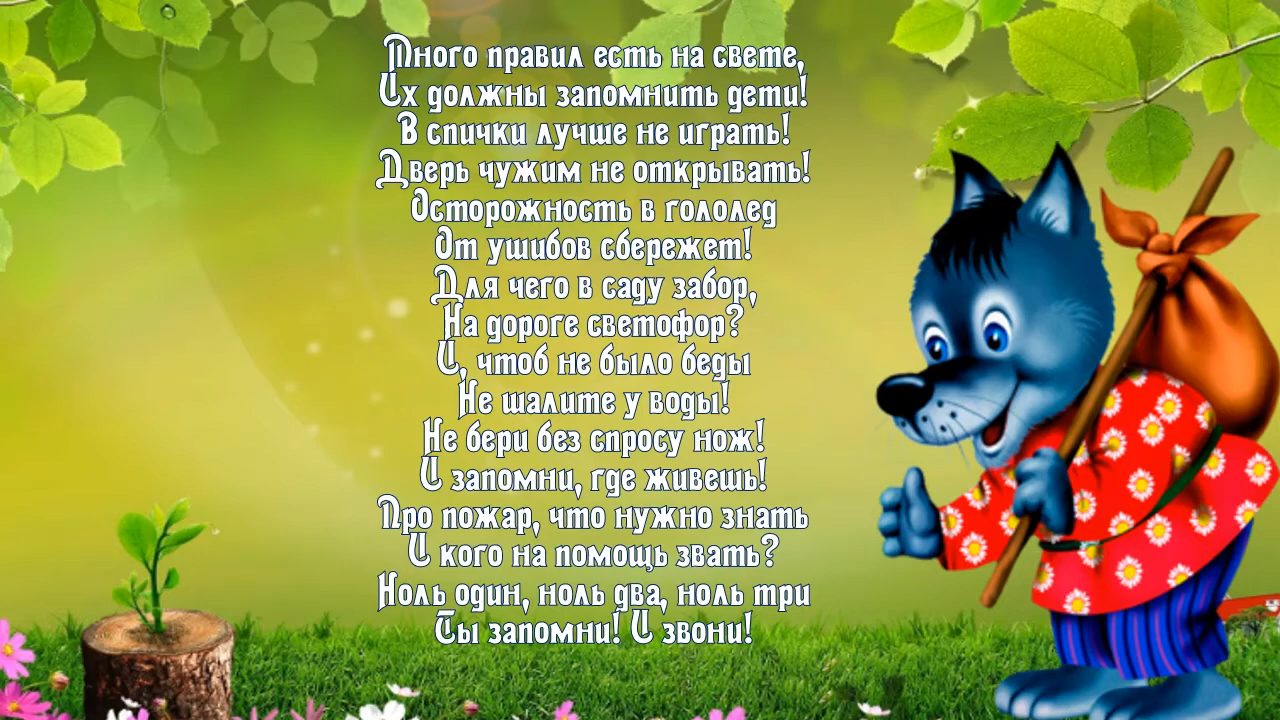 Много правил есть на свете,
Их должны запомнить дети!
В спички лучше не играть!
Дверь чужим не открывать!
Осторожность в гололед
От ушибов сбережет!
Для чего в саду забор,
На дороге светофор?
И, чтоб не было беды
Не шалите у воды!
Не бери без спросу нож!
И запомни, где живешь!
Про пожар, что нужно знать
И кого на помощь звать?
Ноль один, ноль два, ноль три
Ты запомни! И звони!